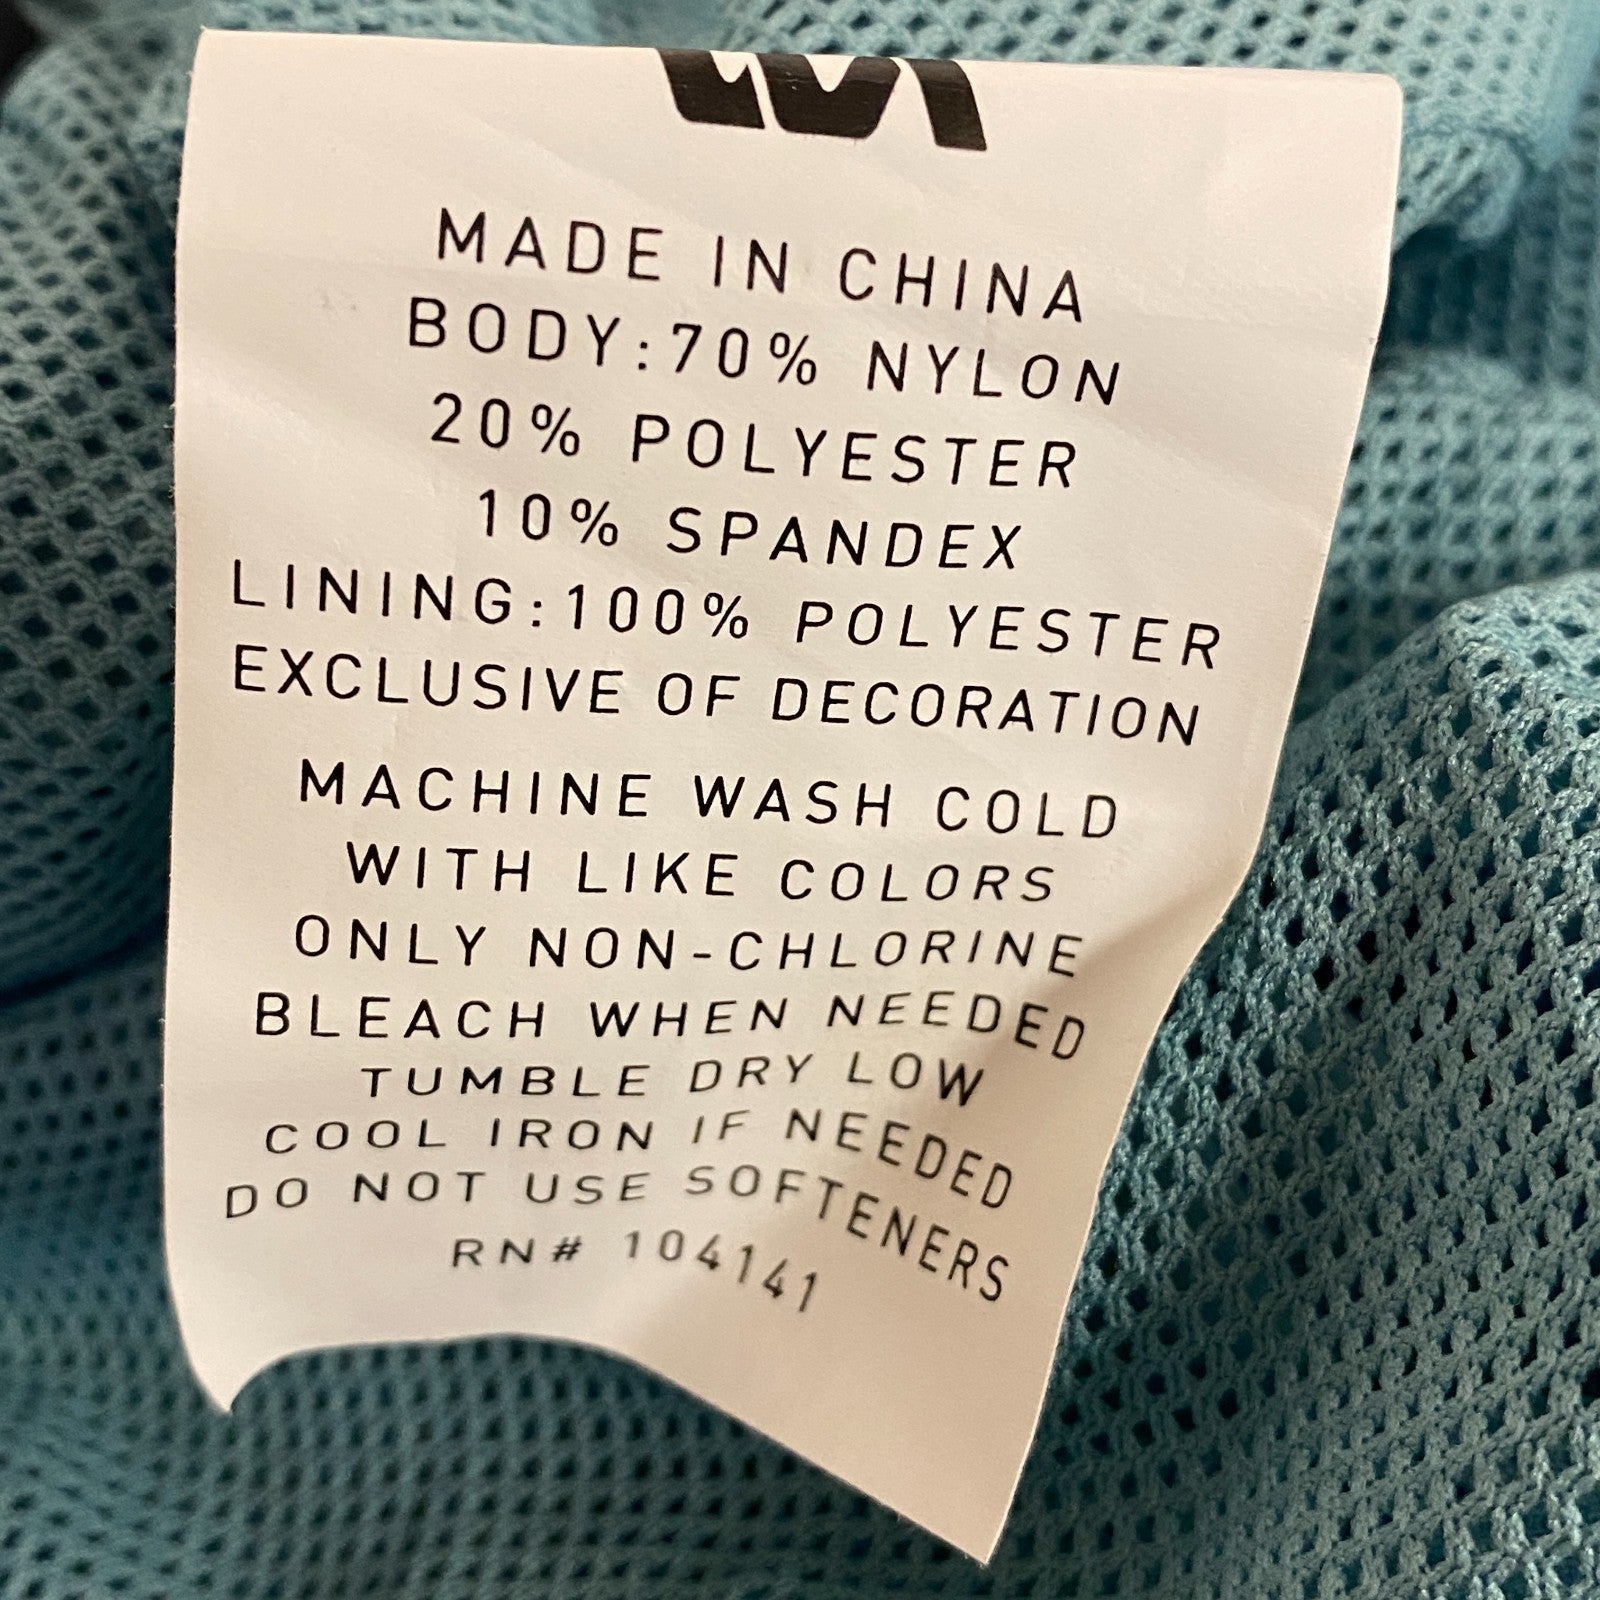 MADE IN CHINA
BODY:70% NYLON
20% POLYESTER
10% SPANDEX
LINING:100% POLYESTER
EXCLUSIVE OF DECORATION
MACHINE WASH COLD
WITH LIKE COLORS
ONLY NON-CHLORINE
BLEACH WHEN NEEDED
TUMBLE DRY LOW
COOL IRON IF NEEDED
DO NOT USE SOFTENERS
RN# 104141